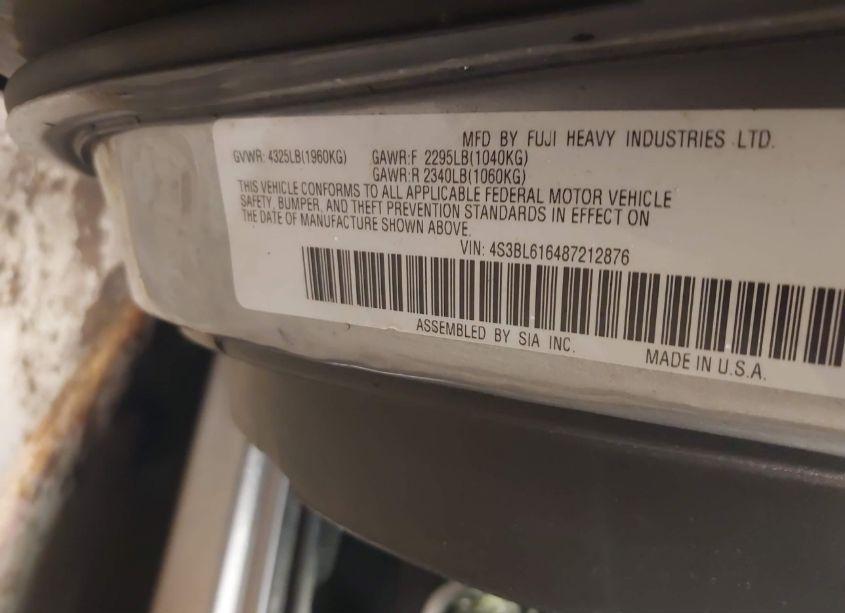 MFD BY FUJI HEAVY INDUSTRIES LTD.
GVWR: 4325LB(1960KG) GAWR:F 2295LB(1040KG)
GAWR:R 2340LB(1060KG)
THIS VEHICLE CONFORMS TO ALL APPLICABLE FEDERAL MOTOR VEHICLE
SAFETY, BUMPER, AND THEFT PREVENTION STANDARDS IN EFFECT ON
THE DATE OF MANUFACTURE SHOWN ABOVE.
VIN: 4S3BL616487212876
ASSEMBLED BY SIA INC.
MADE IN U.S.A.